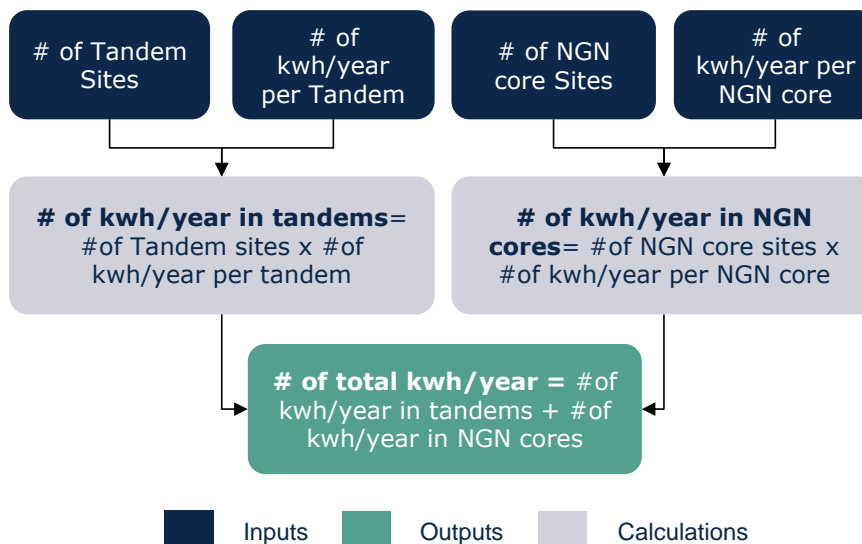 # of Tandem
Sites
# of
kwh/year
per Tandem
# of NGN
core Sites
# of
kwh/year per
NGN core
# of kwh/year in tandems=
#of Tandem sites x #of
kwh/year per tandem
# of kwh/year in NGN
cores= #of NGN core sites x
#of kwh/year per NGN core
# of total kwh/year = #of
kwh/year in tandems + #of
kwh/year in NGN cores
Inputs
Outputs
Calculations